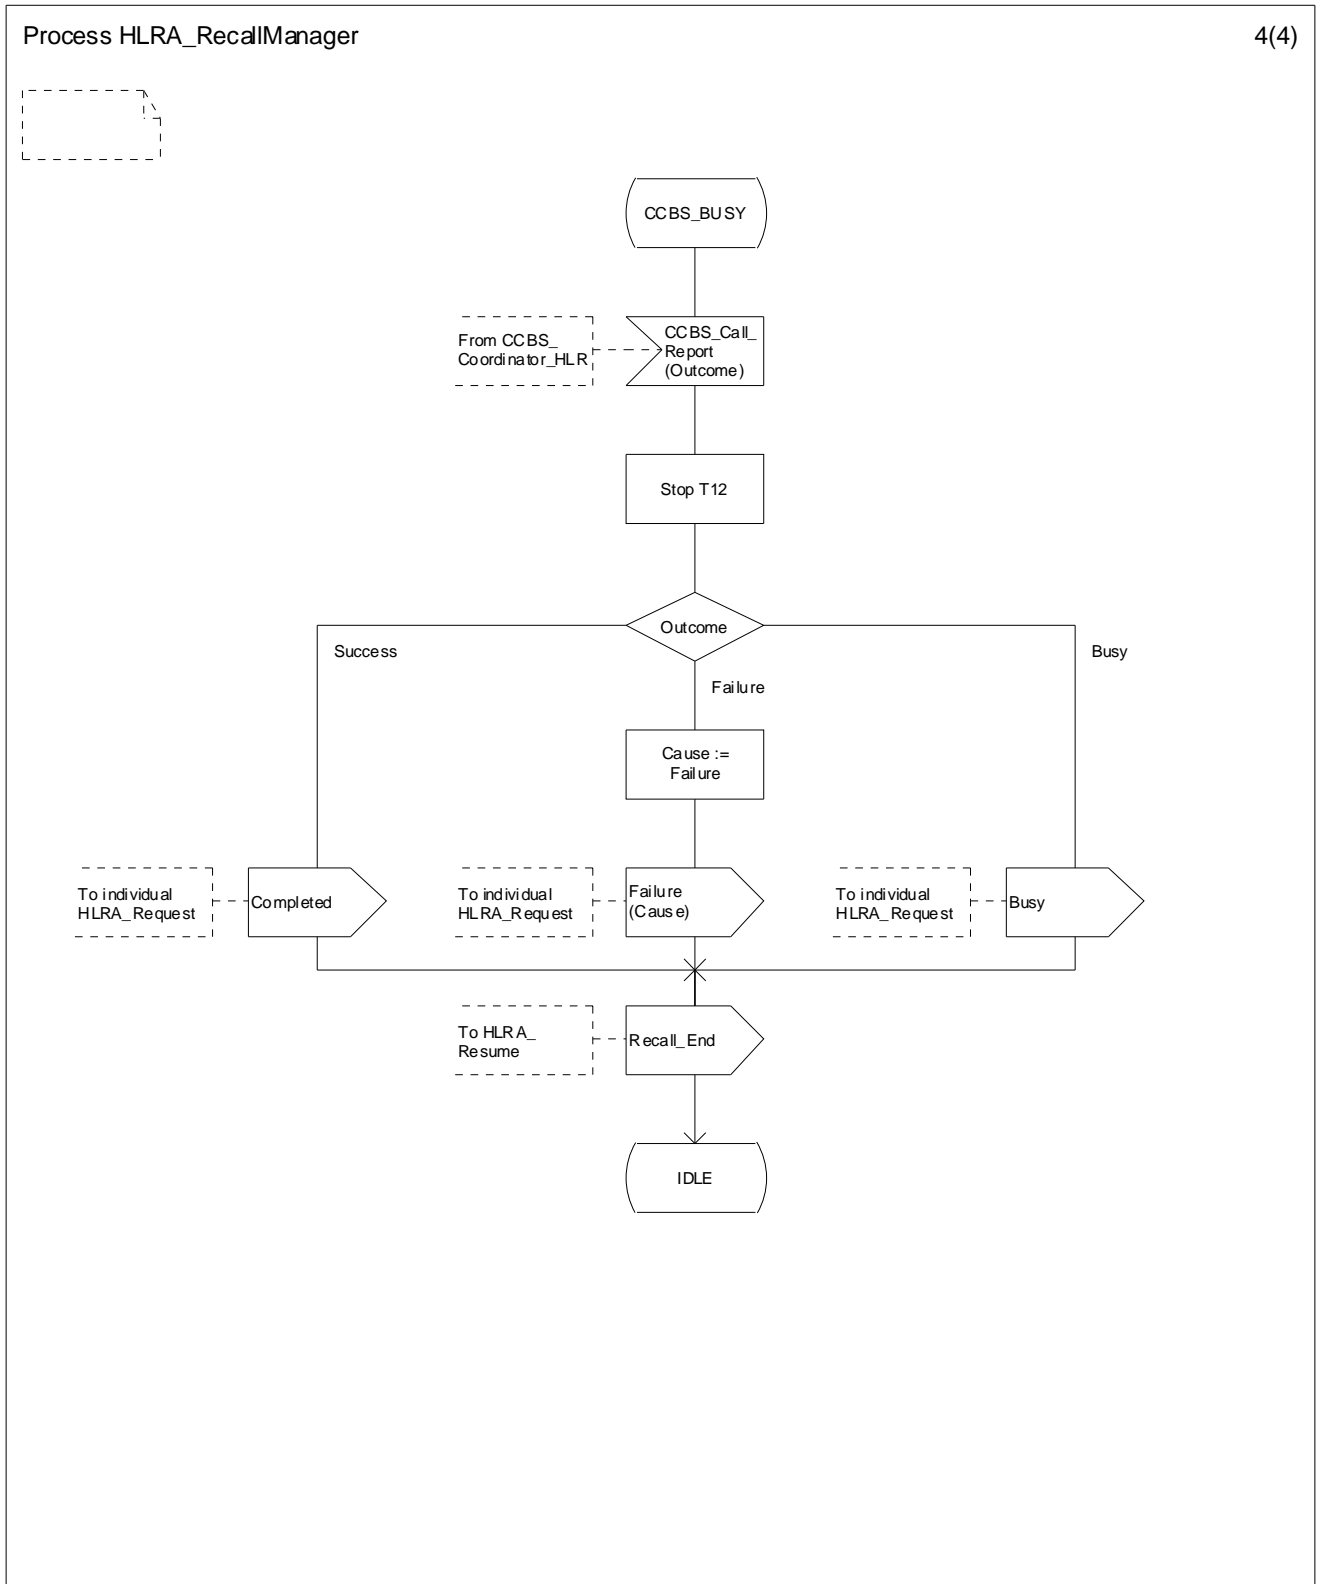 Process HLRA_RecallManager
4(4)
CCBS_BUSY
From CCBS_
Coordinator_HLR
CCBS_Call_
Report
(Outcome)
Stop T12
Outcome
Success
Failure
Busy
Cause :=
Failure
To individual
HLRA_Request
Completed
To individual
HLRA_Request
Failure
(Cause)
To individual
HLRA_Request
Busy
To HLRA_
Resume
Recall_End
IDLE